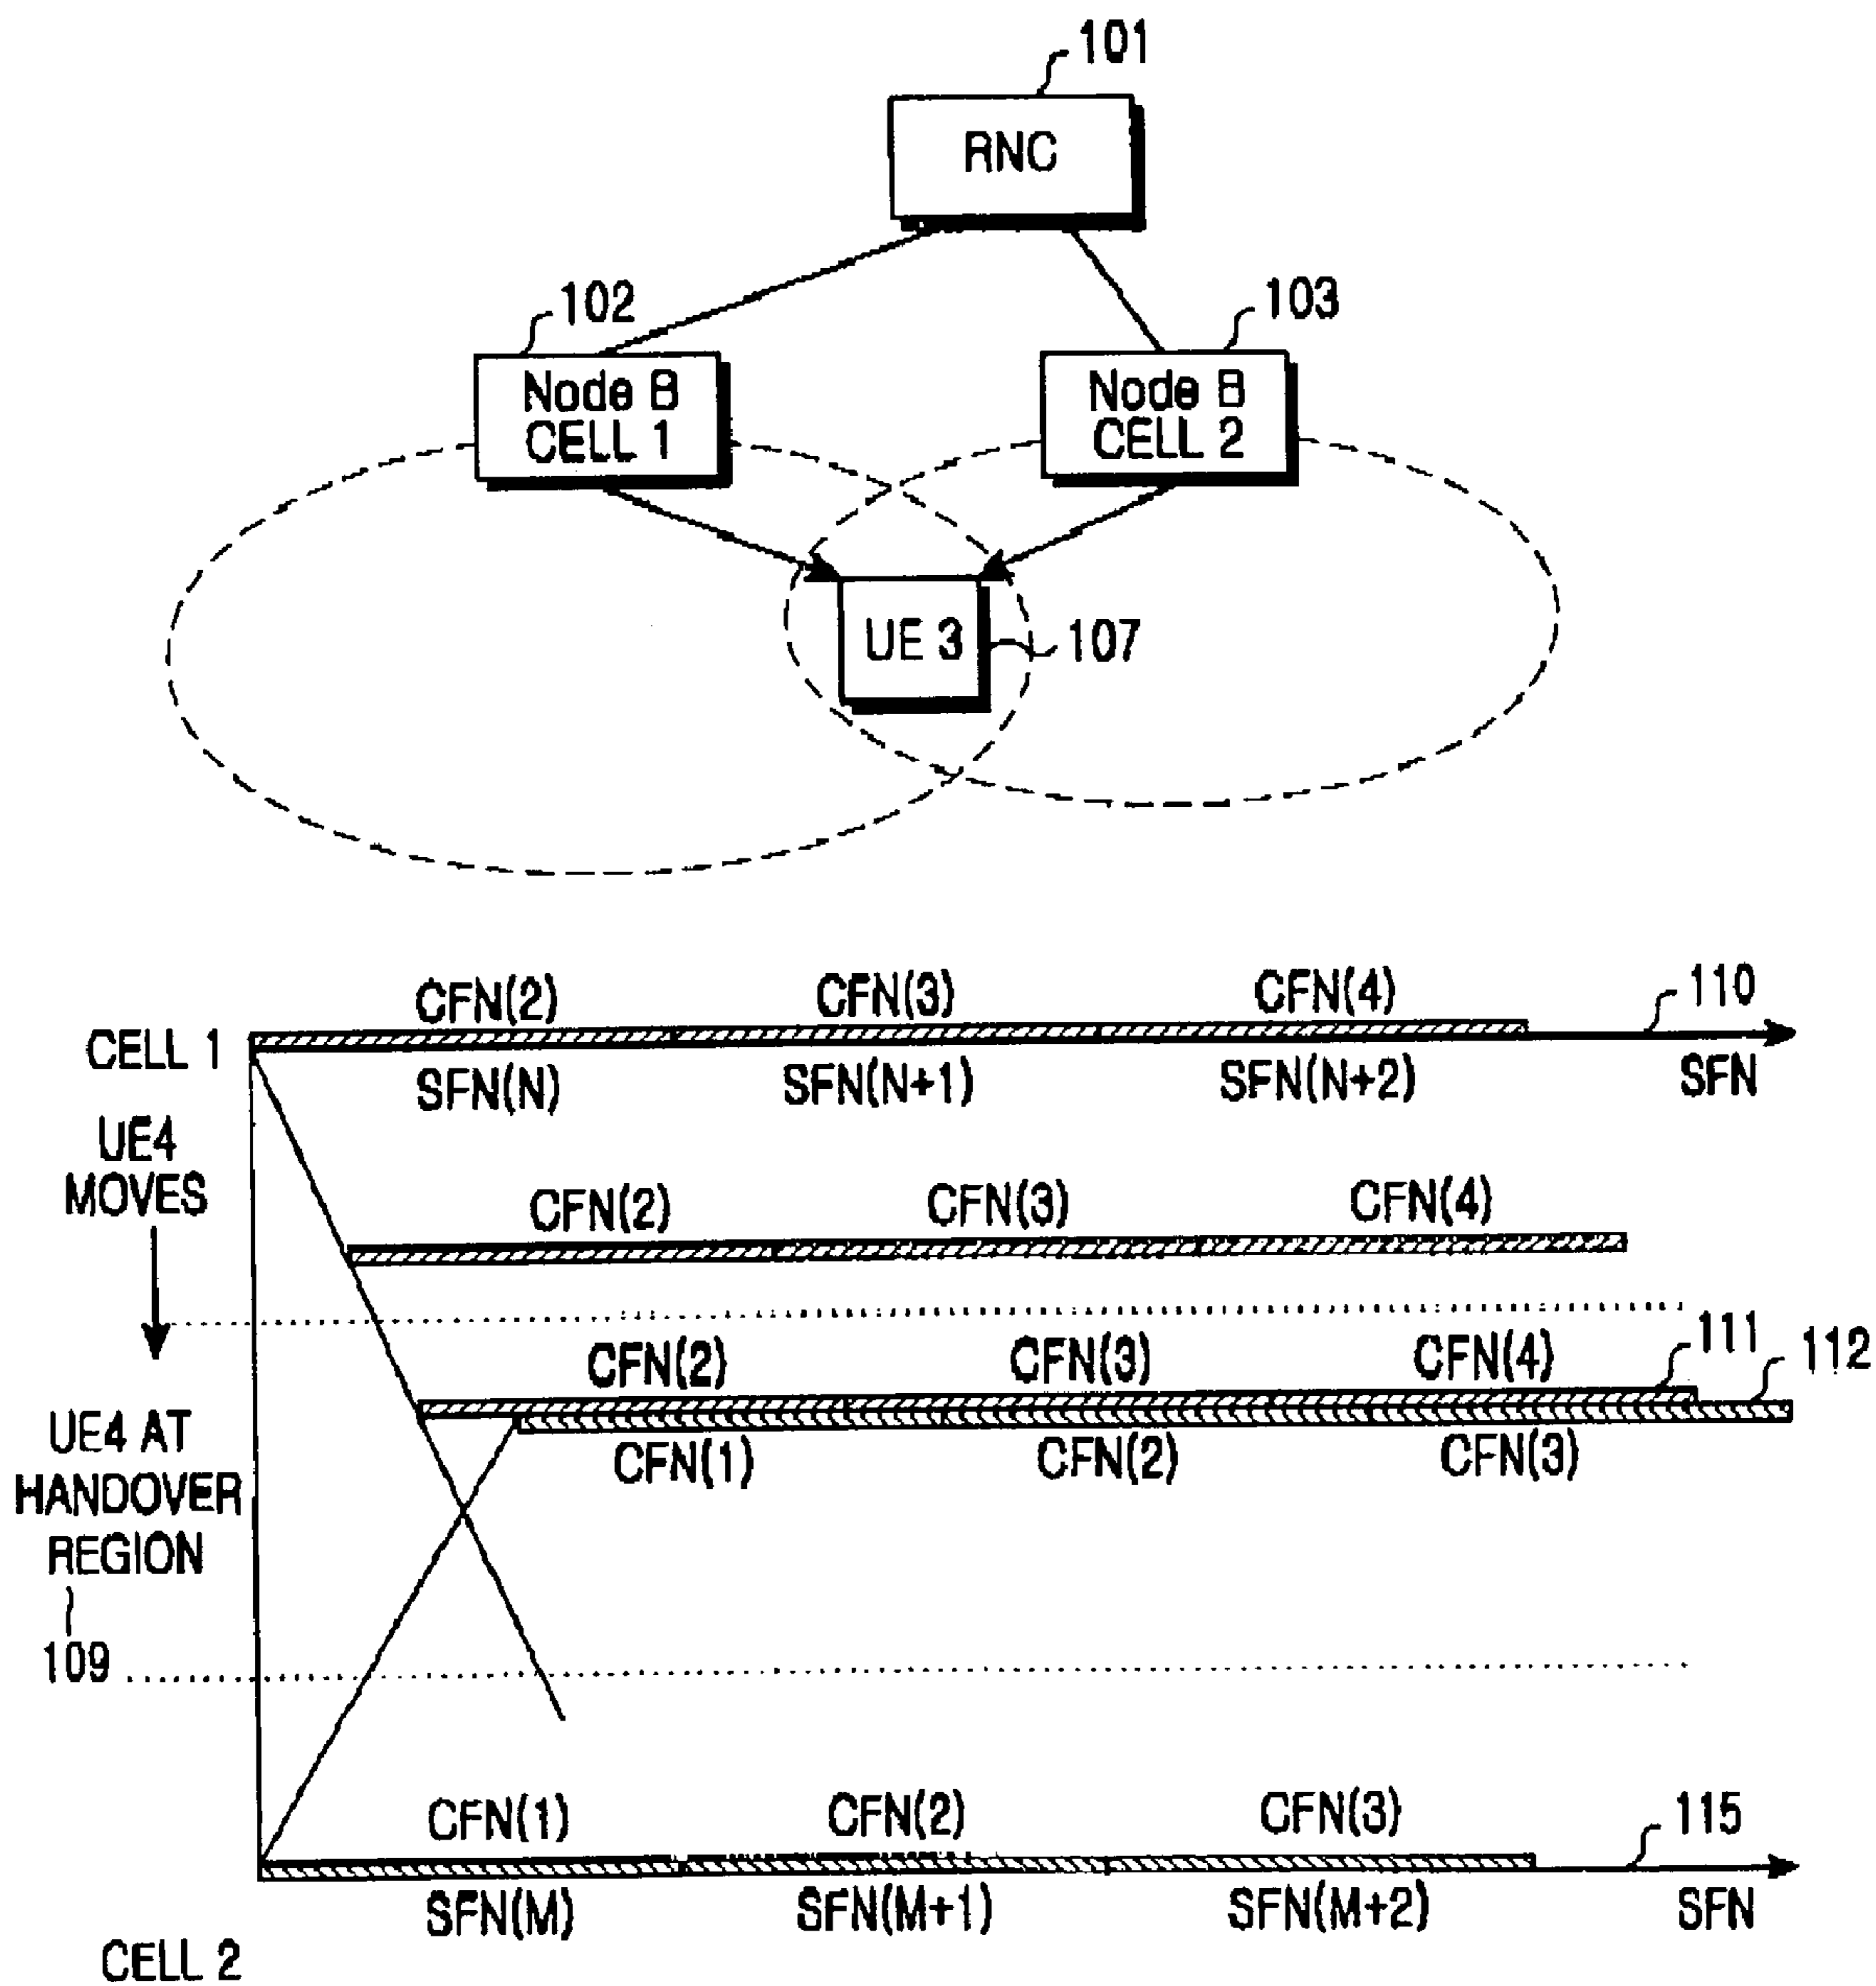 101
RNC
102
103
Node B
CELL 1
Node B
CELL 2
UE 3
107
CFN(2)
CFN(3)
CFN(4)
110
CELL 1
SFN(N)
SFN(N+1)
SFN(N+2)
SFN
UE4
MOVES
CFN(2)
CFN(3)
CFN(4)
CFN(2)
CFN(3)
CFN(4)
111
112
UE4 AT
HANDOVER
REGION
109
CFN(1)
CFN(2)
CFN(3)
CFN(1)
CFN(2)
CFN(3)
115
SFN(M)
SFN(M+1)
SFN(M+2)
SFN
CELL 2